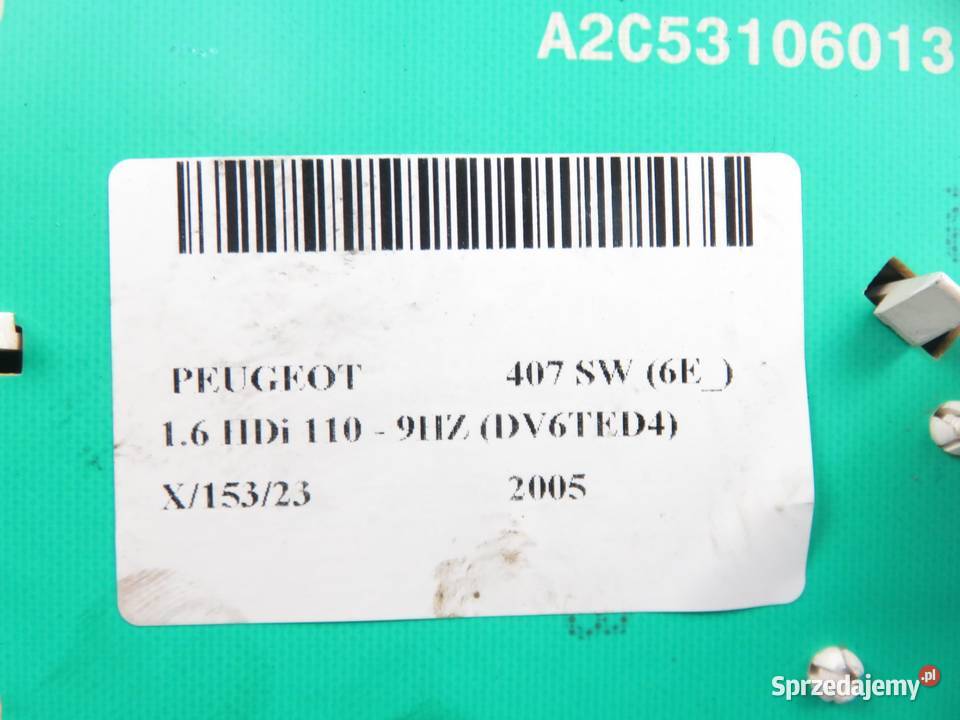 A2C53106013
PEUGEOT 407 SW (6E_)
1.6 HDi 110 - 9HZ (DV6TED4)
X/153/23 2005
Sprzedajemy.pl